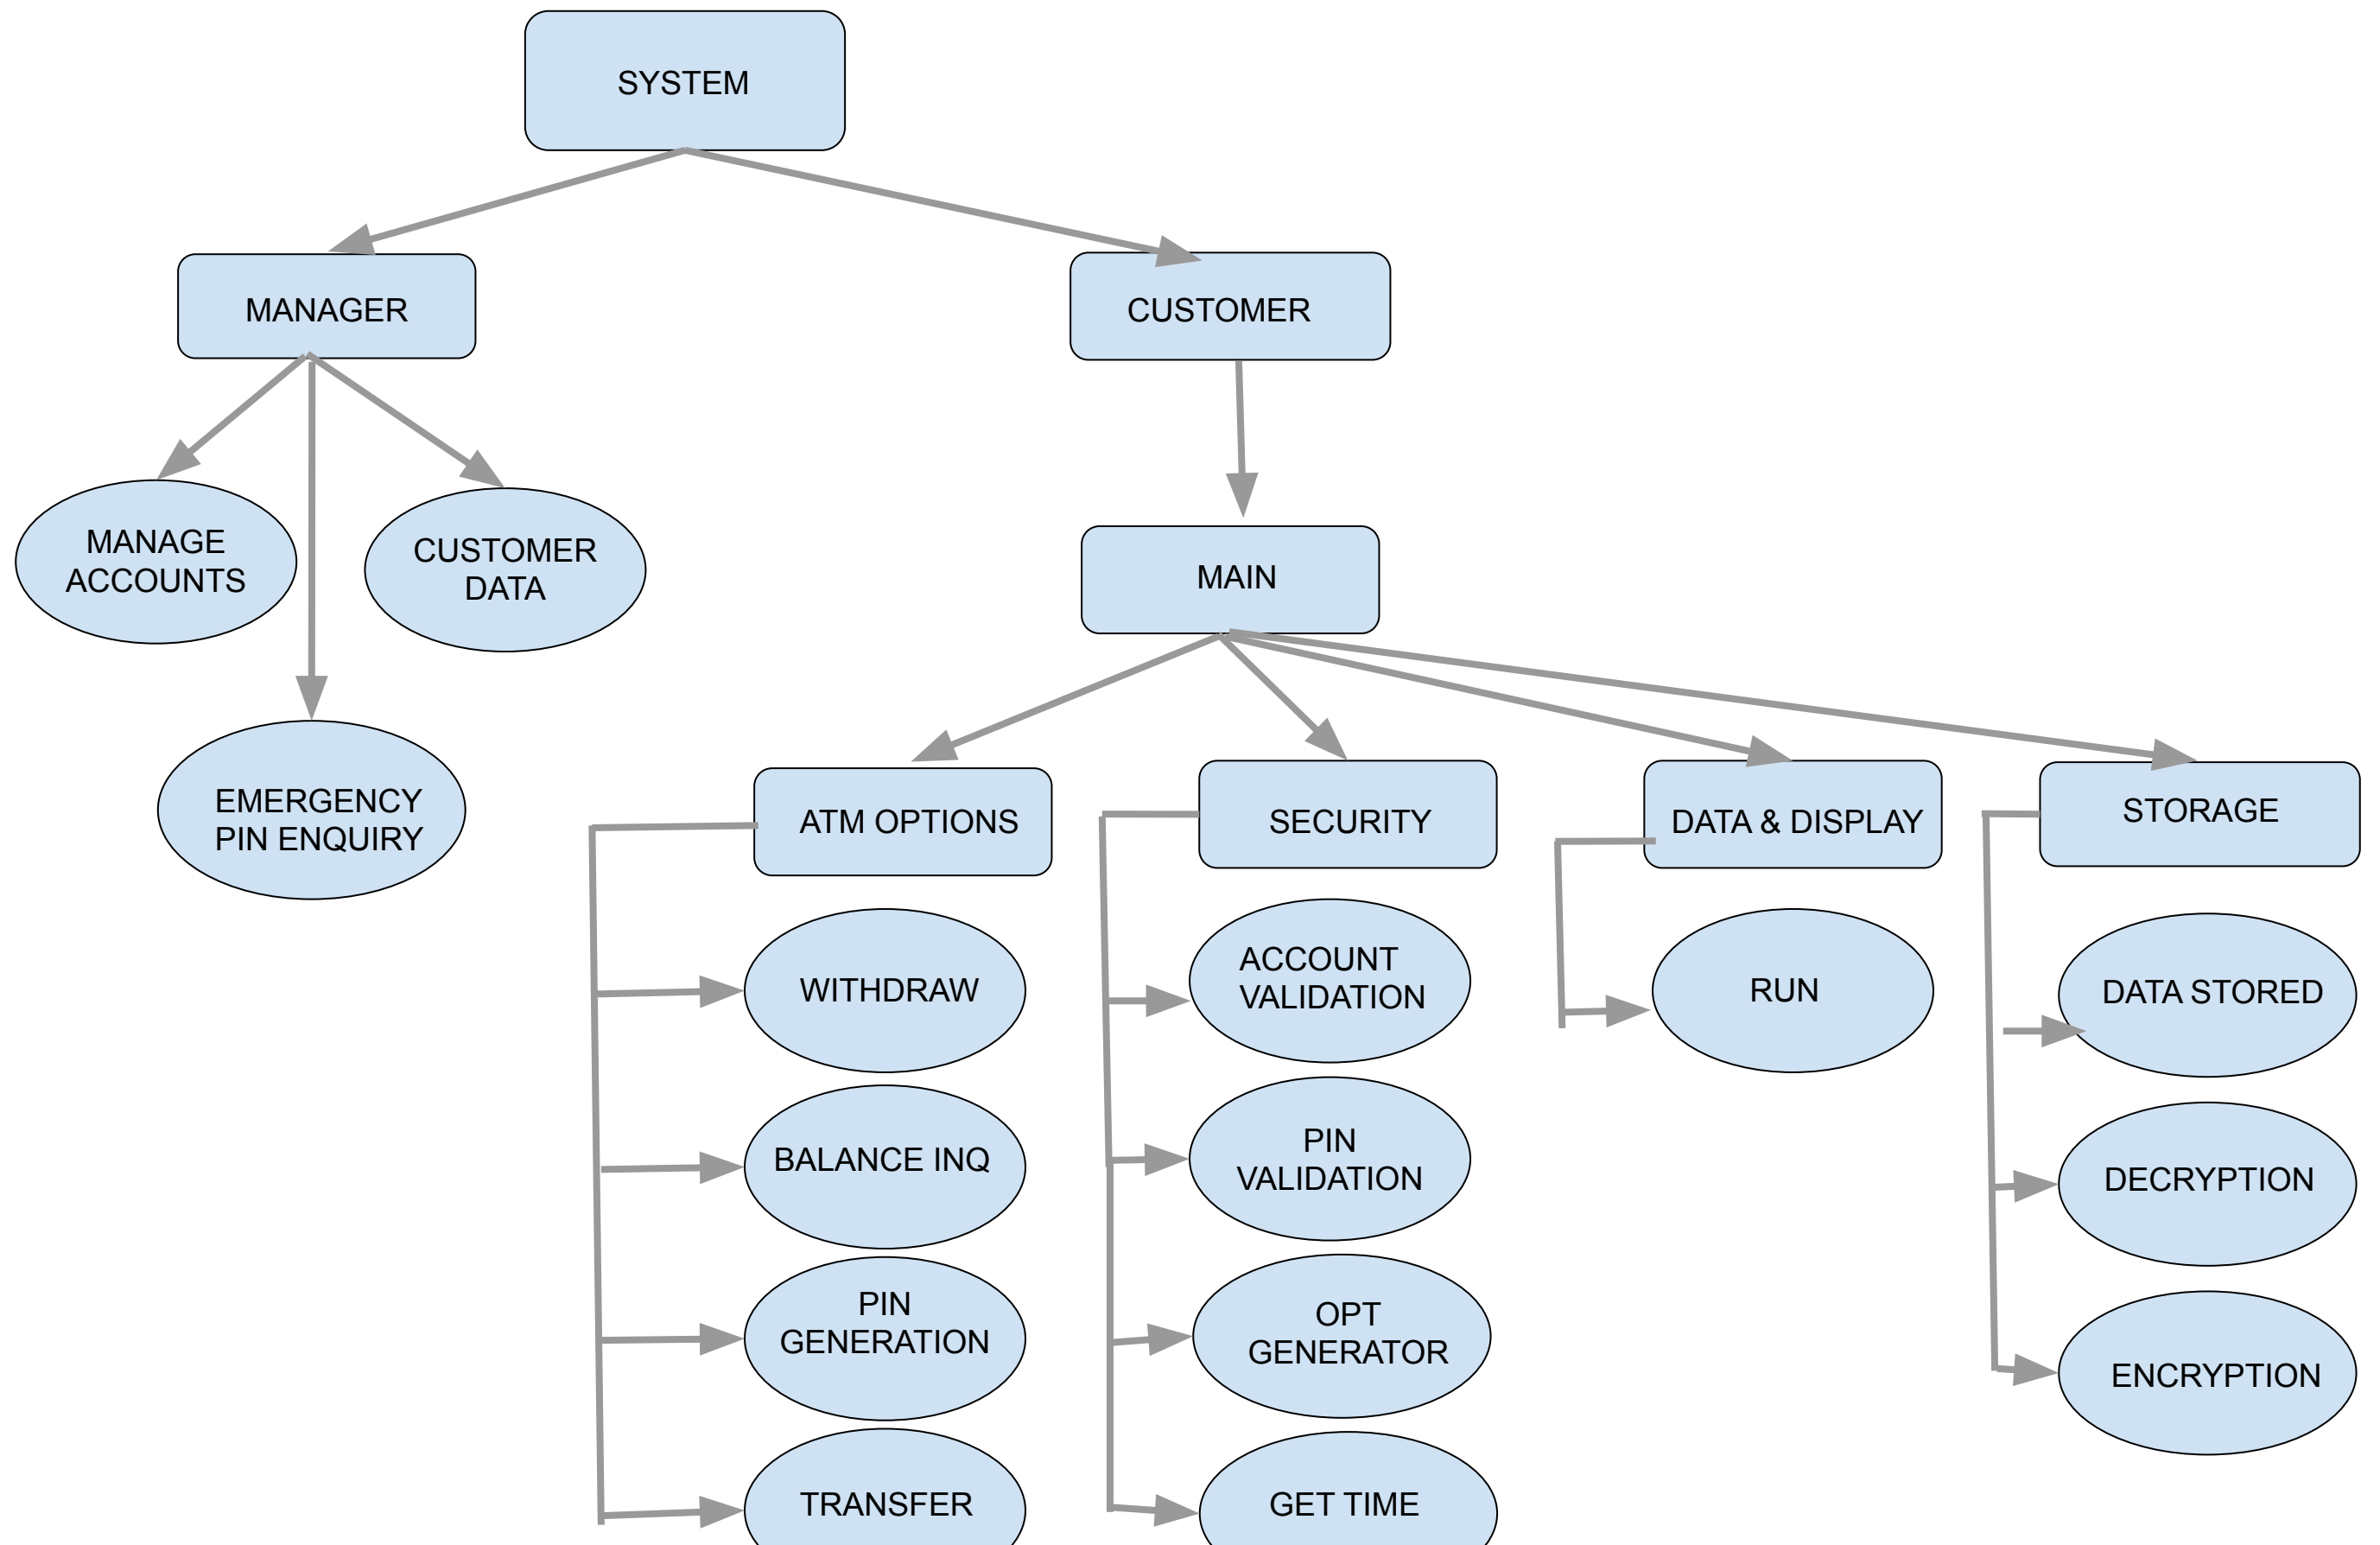 SYSTEM
MANAGER
CUSTOMER
MANAGE
ACCOUNTS
CUSTOMER
DATA
MAIN
EMERGENCY
PIN ENQUIRY
ATM OPTIONS
SECURITY
DATA & DISPLAY
STORAGE
WITHDRAW
ACCOUNT
VALIDATION
RUN
DATA STORED
BALANCE INQ
PIN
VALIDATION
DECRYPTION
PIN
GENERATION
OPT
GENERATOR
ENCRYPTION
TRANSFER
GET TIME